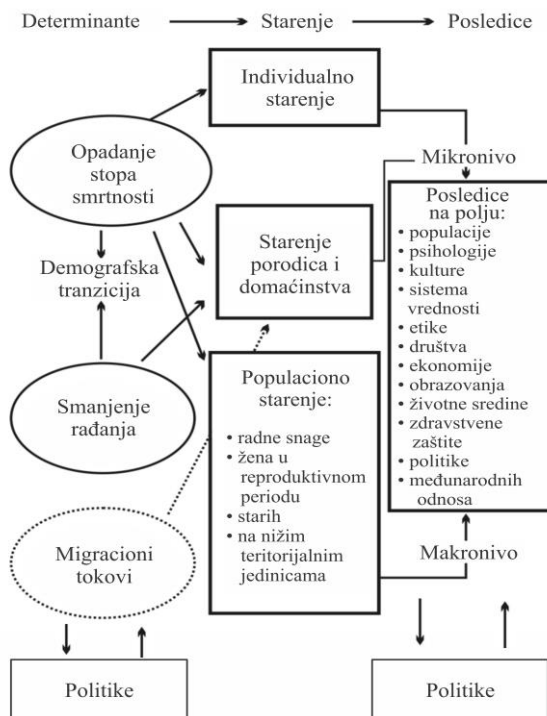 Determinante
Starenje
Posledice
Individualno
starenje
Opadanje
stopa
smrtnosti
Mikronivo
Demografska
tranzicija
Starenje
porodica i
domaćinstva
Posledice
na polju:
• populacije
• psihologije
• kulture
• sistema
vrednosti
• etike
• društva
• ekonomije
• obrazovanja
• životne sredine
• zdravstvene
zaštite
• politike
• međunarodnih
odnosa
Smanjenje
rađanja
Populaciono
starenje:
• radne snage
• žena u
reproduktivnom
periodu
• starih
• na nižim
teritorijalnim
jedinicama
Migracioni
tokovi
Makronivo
Politike
Politike